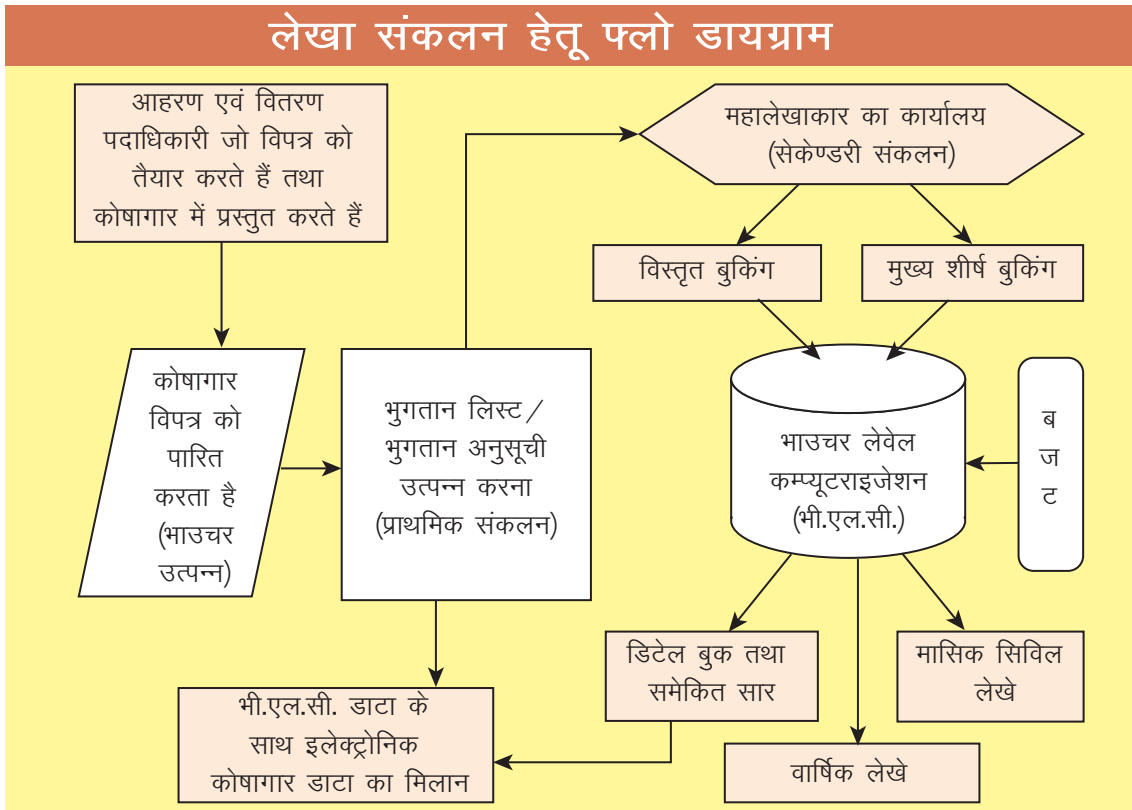 लेखा संकलन हेतू फ्लो डायग्राम
आहरण एवं वितरण
पदाधिकारी जो विपत्र को
तैयार करते हैं तथा
कोषागार में प्रस्तुत करते हैं
महालेखाकार का कार्यालय
(सेकेण्डरी संकलन)
विस्तृत बुकिंग
मुख्य शीर्ष बुकिंग
कोषागार
विपत्र को
पारित
करता है
(भाउचर
उत्पन्न)
भुगतान लिस्ट/
भुगतान अनुसूची
उत्पन्न करना
(प्राथमिक संकलन)
भाउचर लेवेल
कम्प्यूटराइजेशन
(भी.एल.सी.)
ब
ज
ट
डिटेल बुक तथा
समेकित सार
मासिक सिविल
लेखे
भी.एल.सी. डाटा के
साथ इलेक्ट्रोनिक
कोषागार डाटा का मिलान
वार्षिक लेखे